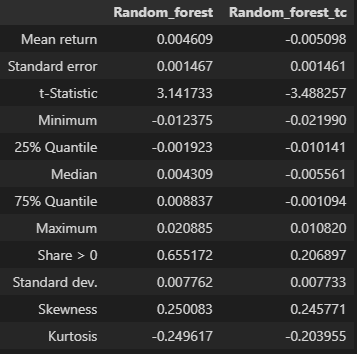 Random_forest Random_forest_tc
Mean return 0.004609 -0.005098
Standard error 0.001467 0.001461
t-Statistic 3.141733 -3.488257
Minimum -0.012375 -0.021990
25% Quantile -0.001923 -0.010141
Median 0.004309 -0.005561
75% Quantile 0.008837 -0.001094
Maximum 0.020885 0.010820
Share > 0 0.655172 0.206897
Standard dev. 0.007762 0.007733
Skewness 0.250083 0.245771
Kurtosis -0.249617 -0.203955